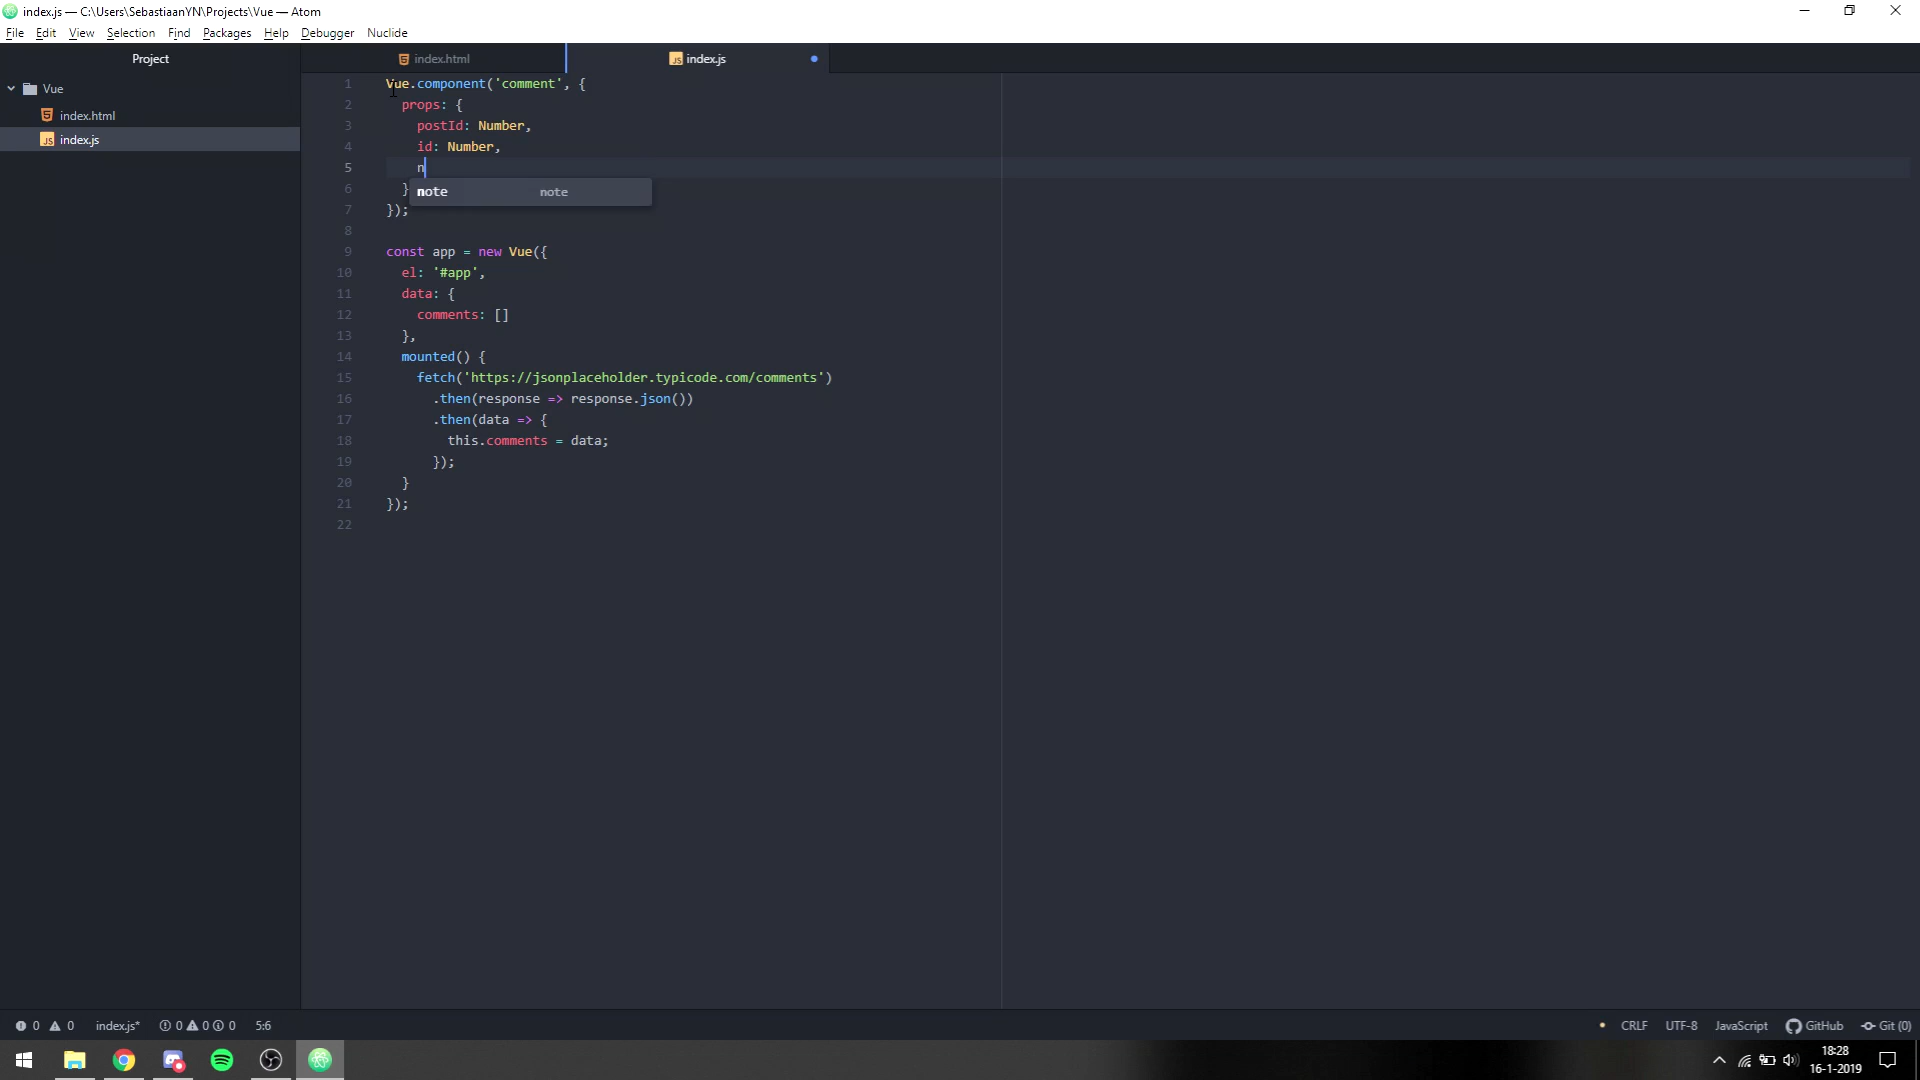 index.js — C:\Users\SebastiaanYN\Projects\Vue — Atom
File Edit View Selection Find Packages Help Debugger Nuclide
Project
Vue
index.html
index.js
index.html
index.js
1 Vue.component('comment', {
2 props: {
3 postId: Number,
4 id: Number,
5 n
note note
6 }
7 });
8
9 const app = new Vue({
10 el: '#app',
11 data: {
12 comments: []
13 },
14 mounted() {
15 fetch('https://jsonplaceholder.typicode.com/comments')
16 .then(response => response.json())
17 .then(data => {
18 this.comments = data;
19 });
20 }
21 });
22
0 0 index.js* 0 0 0 5:6
CRLF UTF-8 JavaScript GitHub Git (0)
18:28
16-1-2019